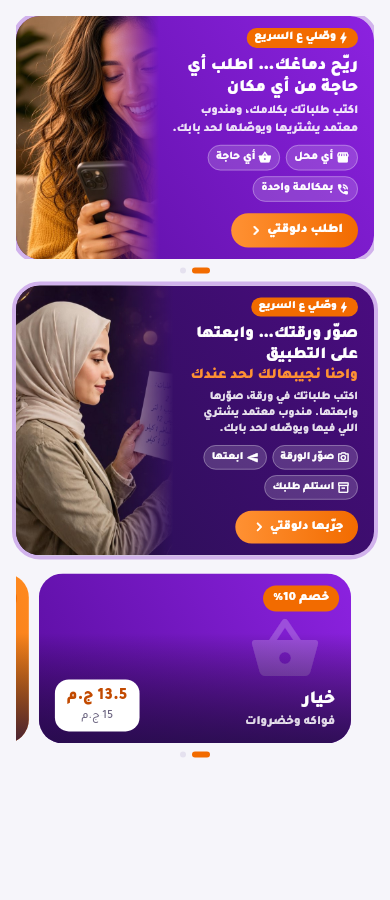 وصّلي ع السريع
ريّح دماغك... اطلب أي
حاجة من أي مكان
اكتب طلباتك بكلامك، ومندوب
معتمد يشتريها ويوصّلها لحد بابك.
أي محل
أي حاجة
بمكالمة واحدة
اطلب دلوقتي
وصّلي ع السريع
صوّر ورقتك... وابعتها
على التطبيق
واحنا نجيبهالك لحد عندك
اكتب طلباتك في ورقة، صوّرها
وابعتها. مندوب معتمد يشتري
اللي فيها ويوصّله لحد بابك.
صوّر الورقة
ابعتها
استلم طلبك
جرّبها دلوقتي
خصم 10%
13.5 ج.م
15 ج.م
خيار
فواكه وخضروات